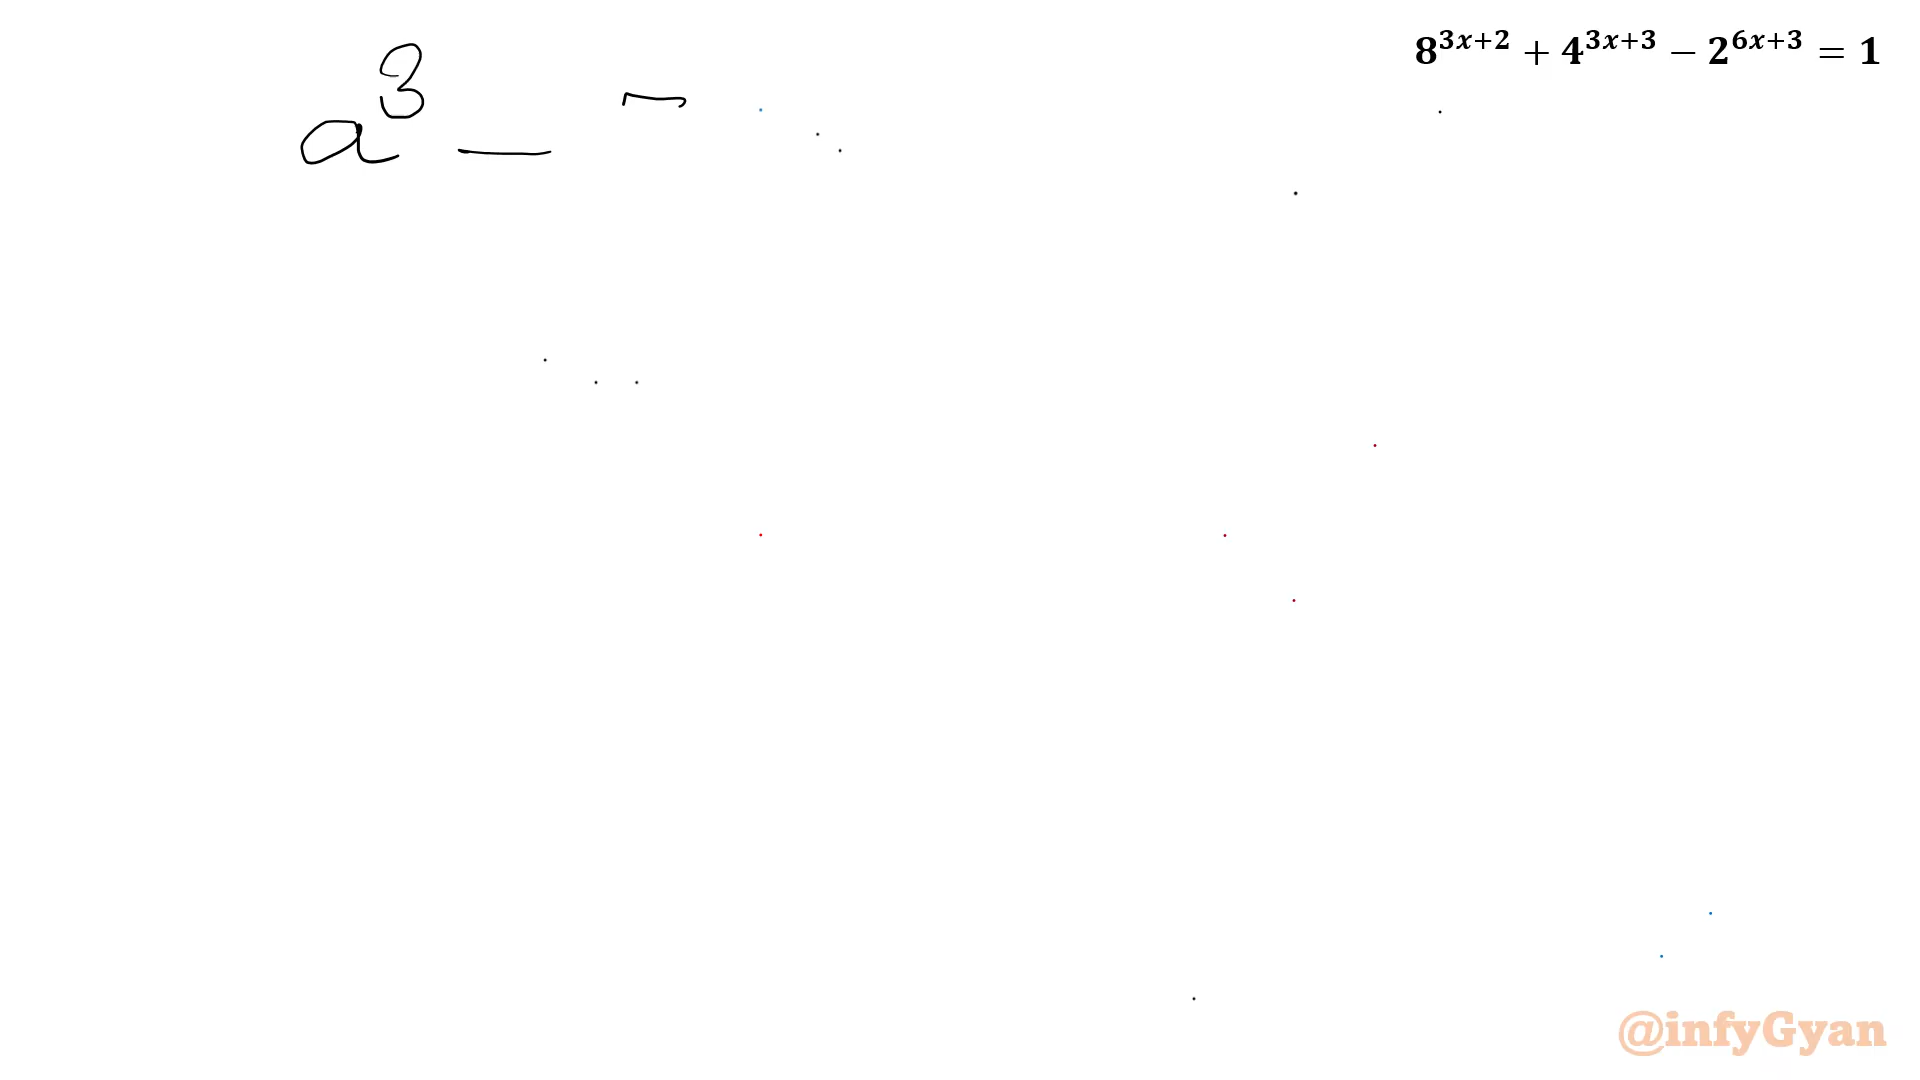 8^{3x+2} + 4^{3x+3} − 2^{6x+3} = 1
a^3 −
@infyGyan